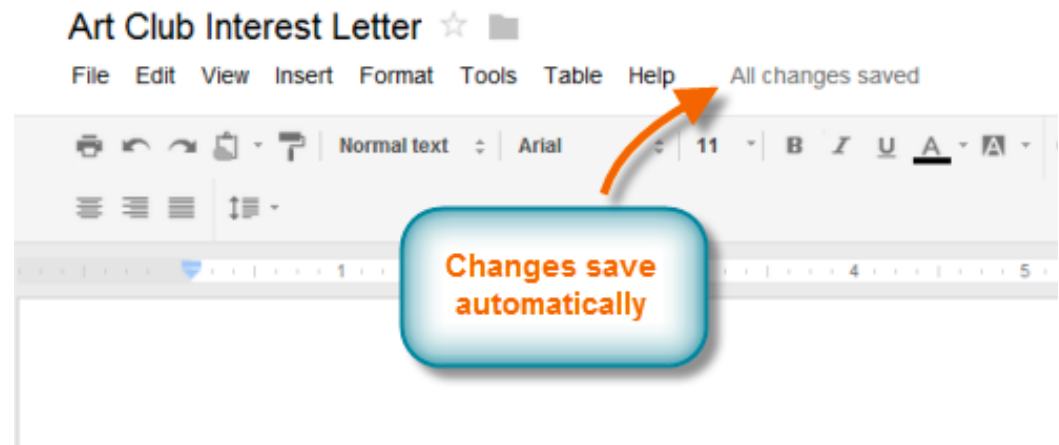 Art Club Interest Letter
File Edit View Insert Format Tools Table Help All changes saved
Normal text Arial 11 B I U A A
1 4 5
Changes save
automatically